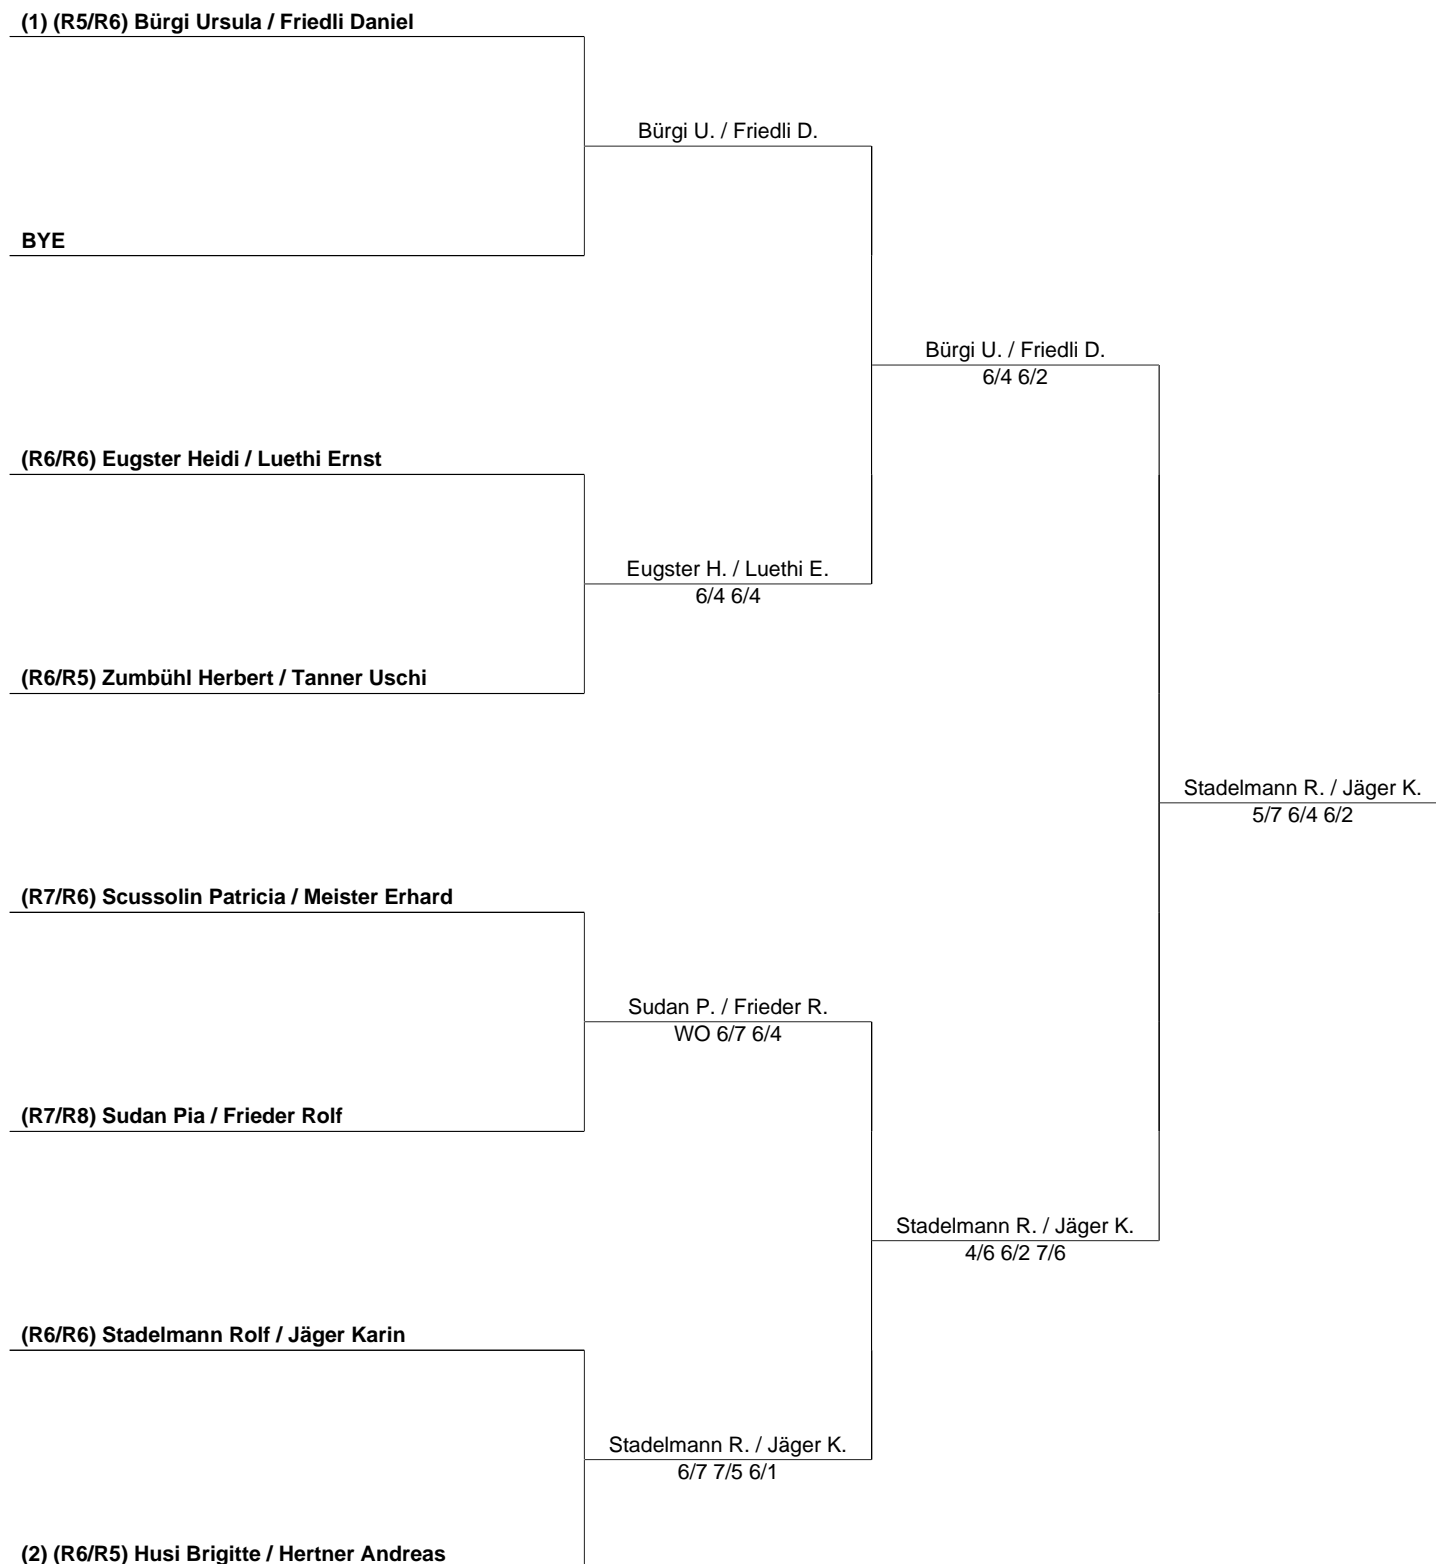 (1) (R5/R6) Bürgi Ursula / Friedli Daniel
Bürgi U. / Friedli D.
BYE
Bürgi U. / Friedli D.
6/4 6/2
(R6/R6) Eugster Heidi / Luethi Ernst
Eugster H. / Luethi E.
6/4 6/4
(R6/R5) Zumbühl Herbert / Tanner Uschi
Stadelmann R. / Jäger K.
5/7 6/4 6/2
(R7/R6) Scussolin Patricia / Meister Erhard
Sudan P. / Frieder R.
WO 6/7 6/4
(R7/R8) Sudan Pia / Frieder Rolf
Stadelmann R. / Jäger K.
4/6 6/2 7/6
(R6/R6) Stadelmann Rolf / Jäger Karin
Stadelmann R. / Jäger K.
6/7 7/5 6/1
(2) (R6/R5) Husi Brigitte / Hertner Andreas